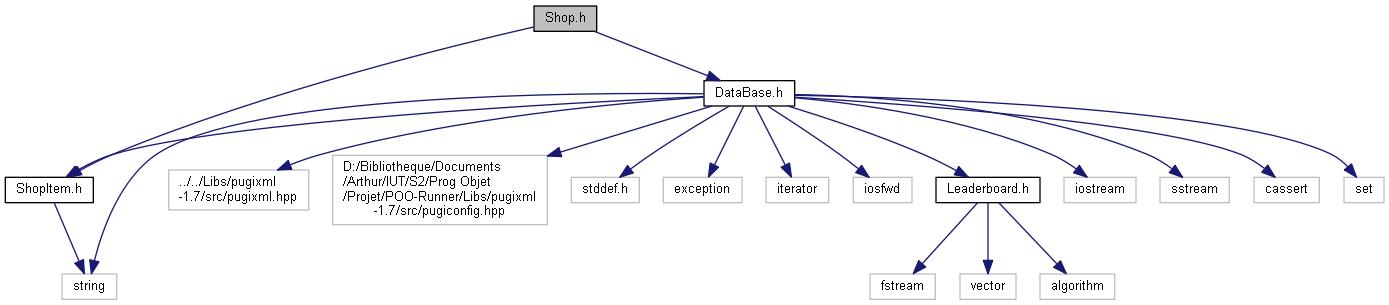 Shop.h
DataBase.h
ShopItem.h
../../Libs/pugixml
-1.7/src/pugixml.hpp
D:/Bibliotheque/Documents
/Arthur/IUT/S2/Prog Objet
/Projet/POO-Runner/Libs/pugixml
-1.7/src/pugiconfig.hpp
stddef.h
exception
iterator
iosfwd
Leaderboard.h
iostream
sstream
cassert
set
string
fstream
vector
algorithm